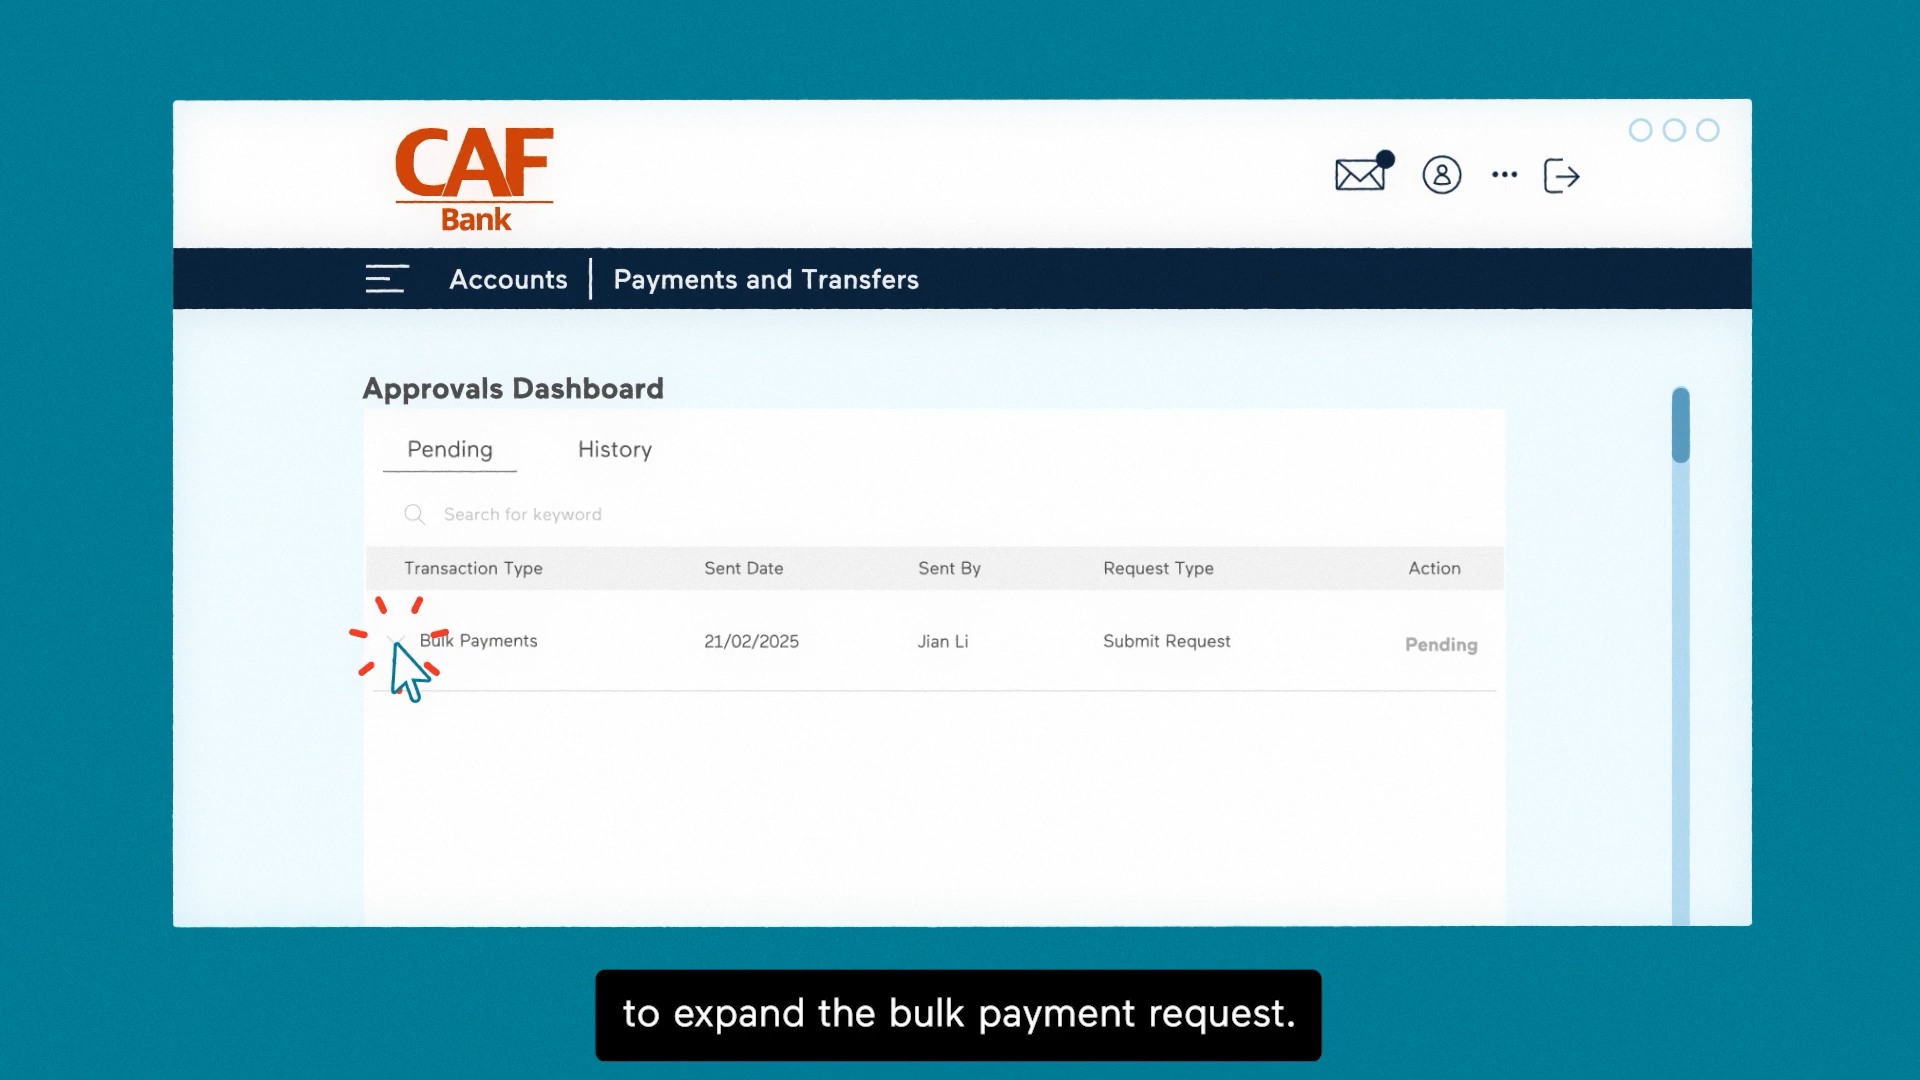 CAF
Bank
Accounts
Payments and Transfers
Approvals Dashboard
Pending
History
Search for keyword
Transaction Type
Sent Date
Sent By
Request Type
Action
Bulk Payments
21/02/2025
Jian Li
Submit Request
Pending
to expand the bulk payment request.